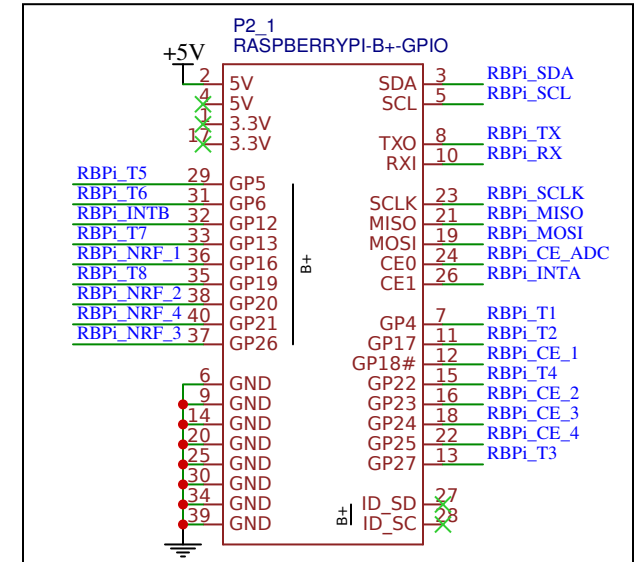 P2_1
RASPBERRYPI-B+-GPIO
+5V
2 5V SDA 3 RBPi_SDA
4 5V SCL 5 RBPi_SCL
1 3.3V
17 3.3V TXO 8 RBPi_TX
RXI 10 RBPi_RX
RBPi_T5 29 GP5
RBPi_T6 31 GP6 SCLK 23 RBPi_SCLK
RBPi_INTB 32 GP12 MISO 21 RBPi_MISO
RBPi_T7 33 GP13 MOSI 19 RBPi_MOSI
RBPi_NRF_1 36 GP16 B+ CE0 24 RBPi_CE_ADC
RBPi_T8 35 GP19 CE1 26 RBPi_INTA
RBPi_NRF_2 38 GP20
RBPi_NRF_4 40 GP21 GP4 7 RBPi_T1
RBPi_NRF_3 37 GP26 GP17 11 RBPi_T2
GP18# 12 RBPi_CE_1
6 GND GP22 15 RBPi_T4
9 GND GP23 16 RBPi_CE_2
14 GND GP24 18 RBPi_CE_3
20 GND GP25 22 RBPi_CE_4
25 GND GP27 13 RBPi_T3
30 GND
34 GND ID_SD 27
39 GND B+ ID_SC 28